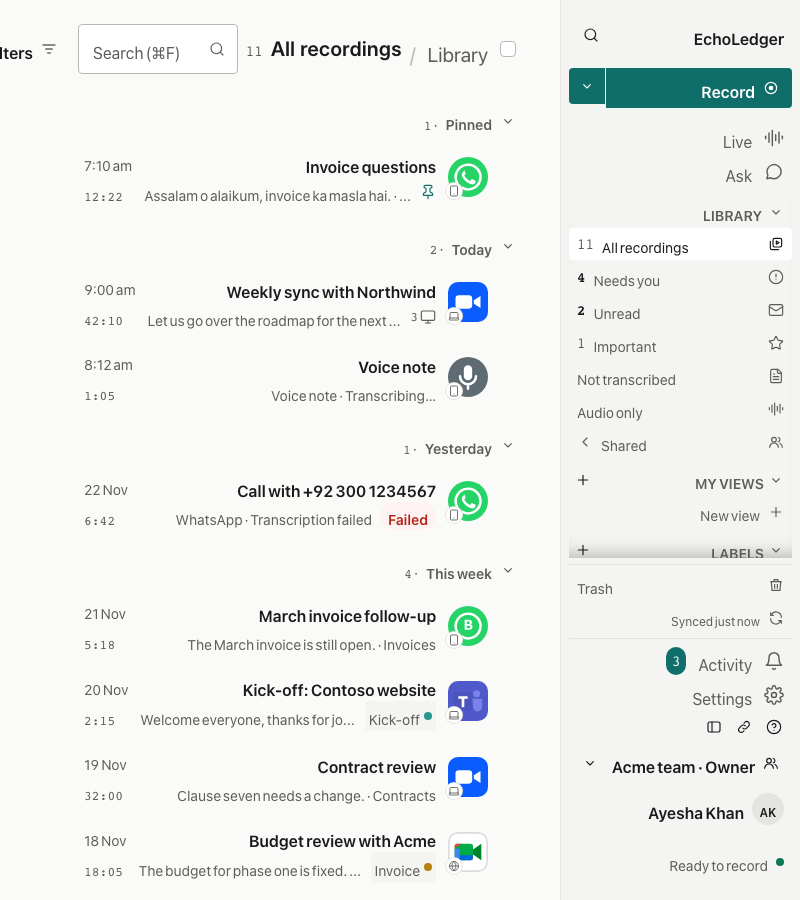 EchoLedger
Record
Live
Ask
LIBRARY
All recordings 11
Needs you 4
Unread 2
Important 1
Not transcribed
Audio only
Shared
MY VIEWS
New view
LABELS
Trash
Synced just now
Activity 3
Settings
Acme team · Owner
AK Ayesha Khan
Ready to record
Library / All recordings 11
Search (⌘F)
lters
Pinned · 1
Invoice questions 7:10 am
Assalam o alaikum, invoice ka masla hai. · ... 12:22
Today · 2
Weekly sync with Northwind 9:00 am
3 Let us go over the roadmap for the next ... 42:10
Voice note 8:12 am
Voice note · Transcribing... 1:05
Yesterday · 1
Call with +92 300 1234567 22 Nov
Failed WhatsApp · Transcription failed 6:42
This week · 4
B March invoice follow-up 21 Nov
The March invoice is still open. · Invoices 5:18
T Kick-off: Contoso website 20 Nov
Kick-off Welcome everyone, thanks for jo... 2:15
Contract review 19 Nov
Clause seven needs a change. · Contracts 32:00
Budget review with Acme 18 Nov
Invoice The budget for phase one is fixed. ... 18:05